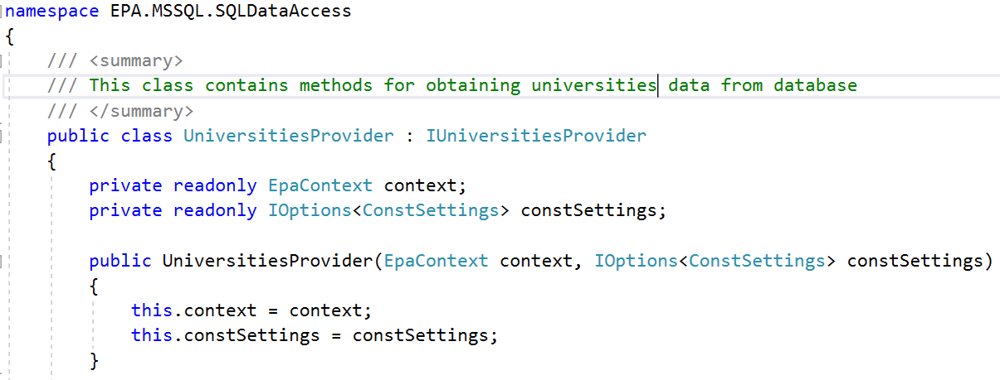 namespace EPA.MSSQL.SQLDataAccess
{
/// <summary>
/// This class contains methods for obtaining universities data from database
/// </summary>
public class UniversitiesProvider : IUniversitiesProvider
{
private readonly EpaContext context;
private readonly IOptions<ConstSettings> constSettings;
public UniversitiesProvider(EpaContext context, IOptions<ConstSettings> constSettings)
{
this.context = context;
this.constSettings = constSettings;
}